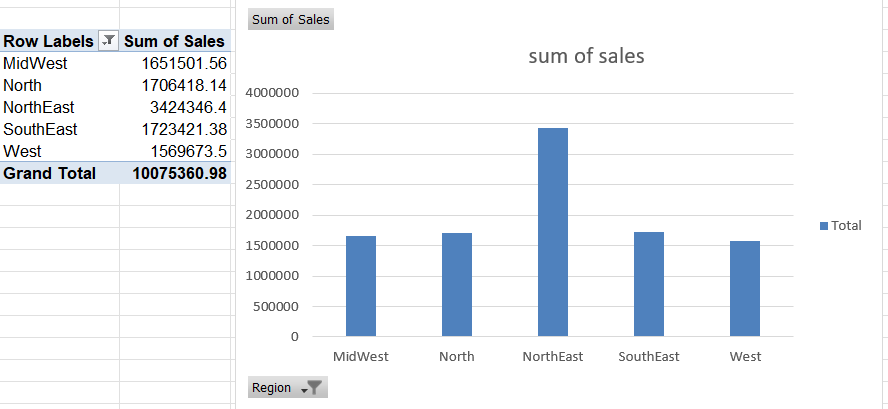 Row Labels Sum of Sales
MidWest 1651501.56
North 1706418.14
NorthEast 3424346.4
SouthEast 1723421.38
West 1569673.5
Grand Total 10075360.98
Sum of Sales
sum of sales
4000000
3500000
3000000
2500000
2000000
1500000
1000000
500000
0
MidWest North NorthEast SouthEast West
Total
Region